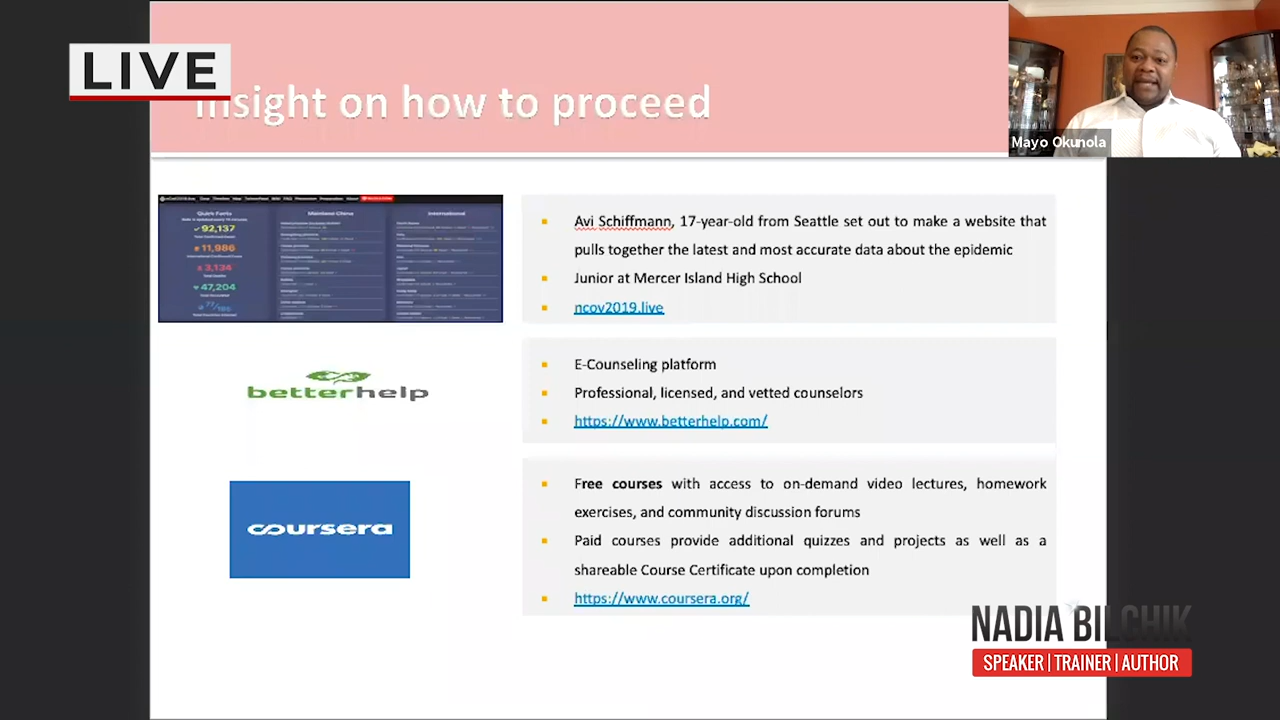 LIVE
Insight on how to proceed
Mayo Okunola
Quick Facts
Mainland China
International
92,137
11,986
3,134
47,204
Avi Schiffmann, 17-year-old from Seattle set out to make a website that
pulls together the latest and most accurate data about the epidemic
Junior at Mercer Island High School
ncov2019.live
betterhelp
E-Counseling platform
Professional, licensed, and vetted counselors
https://www.betterhelp.com/
coursera
Free courses with access to on-demand video lectures, homework
exercises, and community discussion forums
Paid courses provide additional quizzes and projects as well as a
shareable Course Certificate upon completion
https://www.coursera.org/
NADIA BILCHIK
SPEAKER | TRAINER | AUTHOR